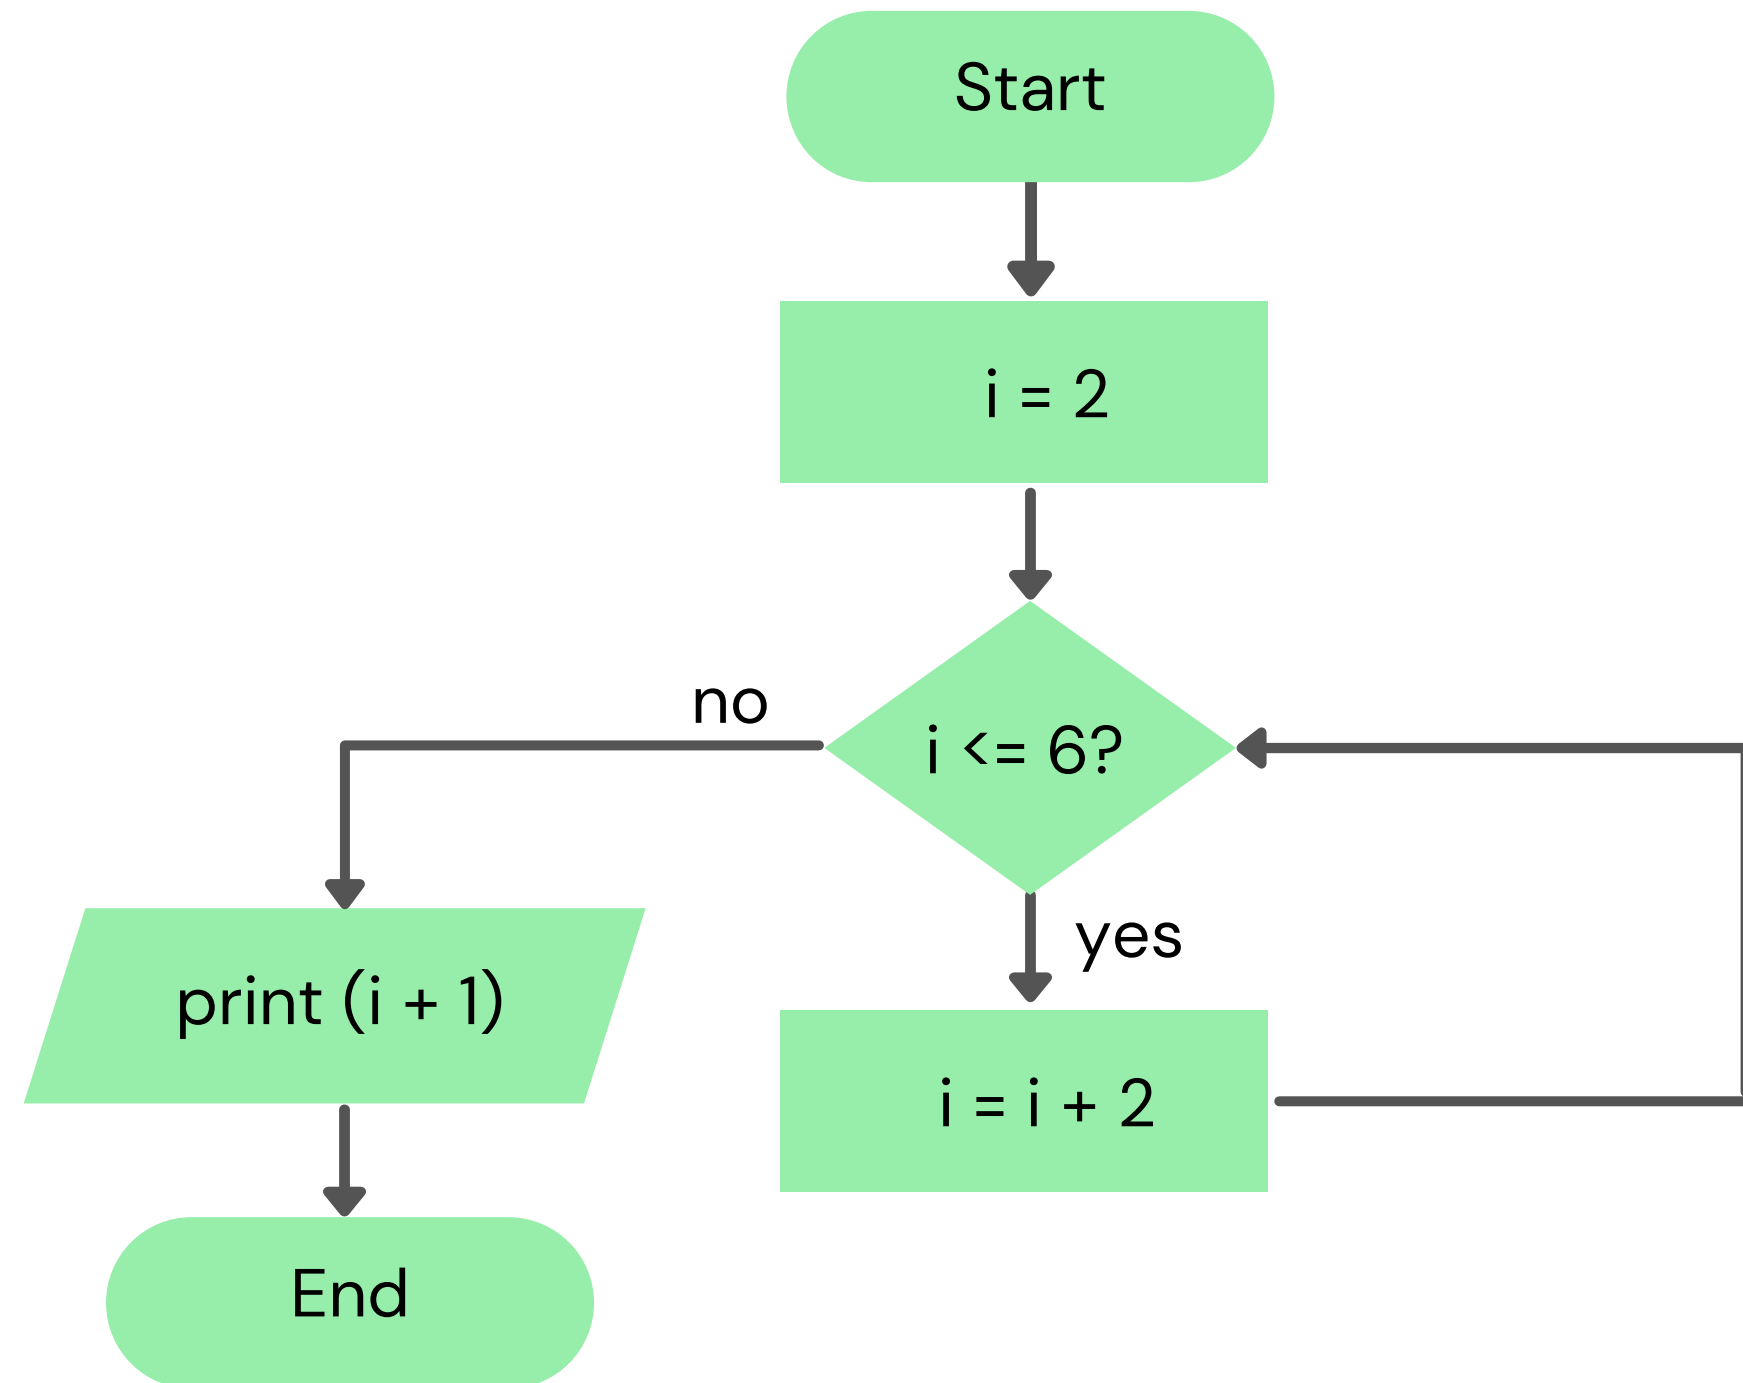 Start
i = 2
no
i <= 6?
yes
print (i + 1)
i = i + 2
End